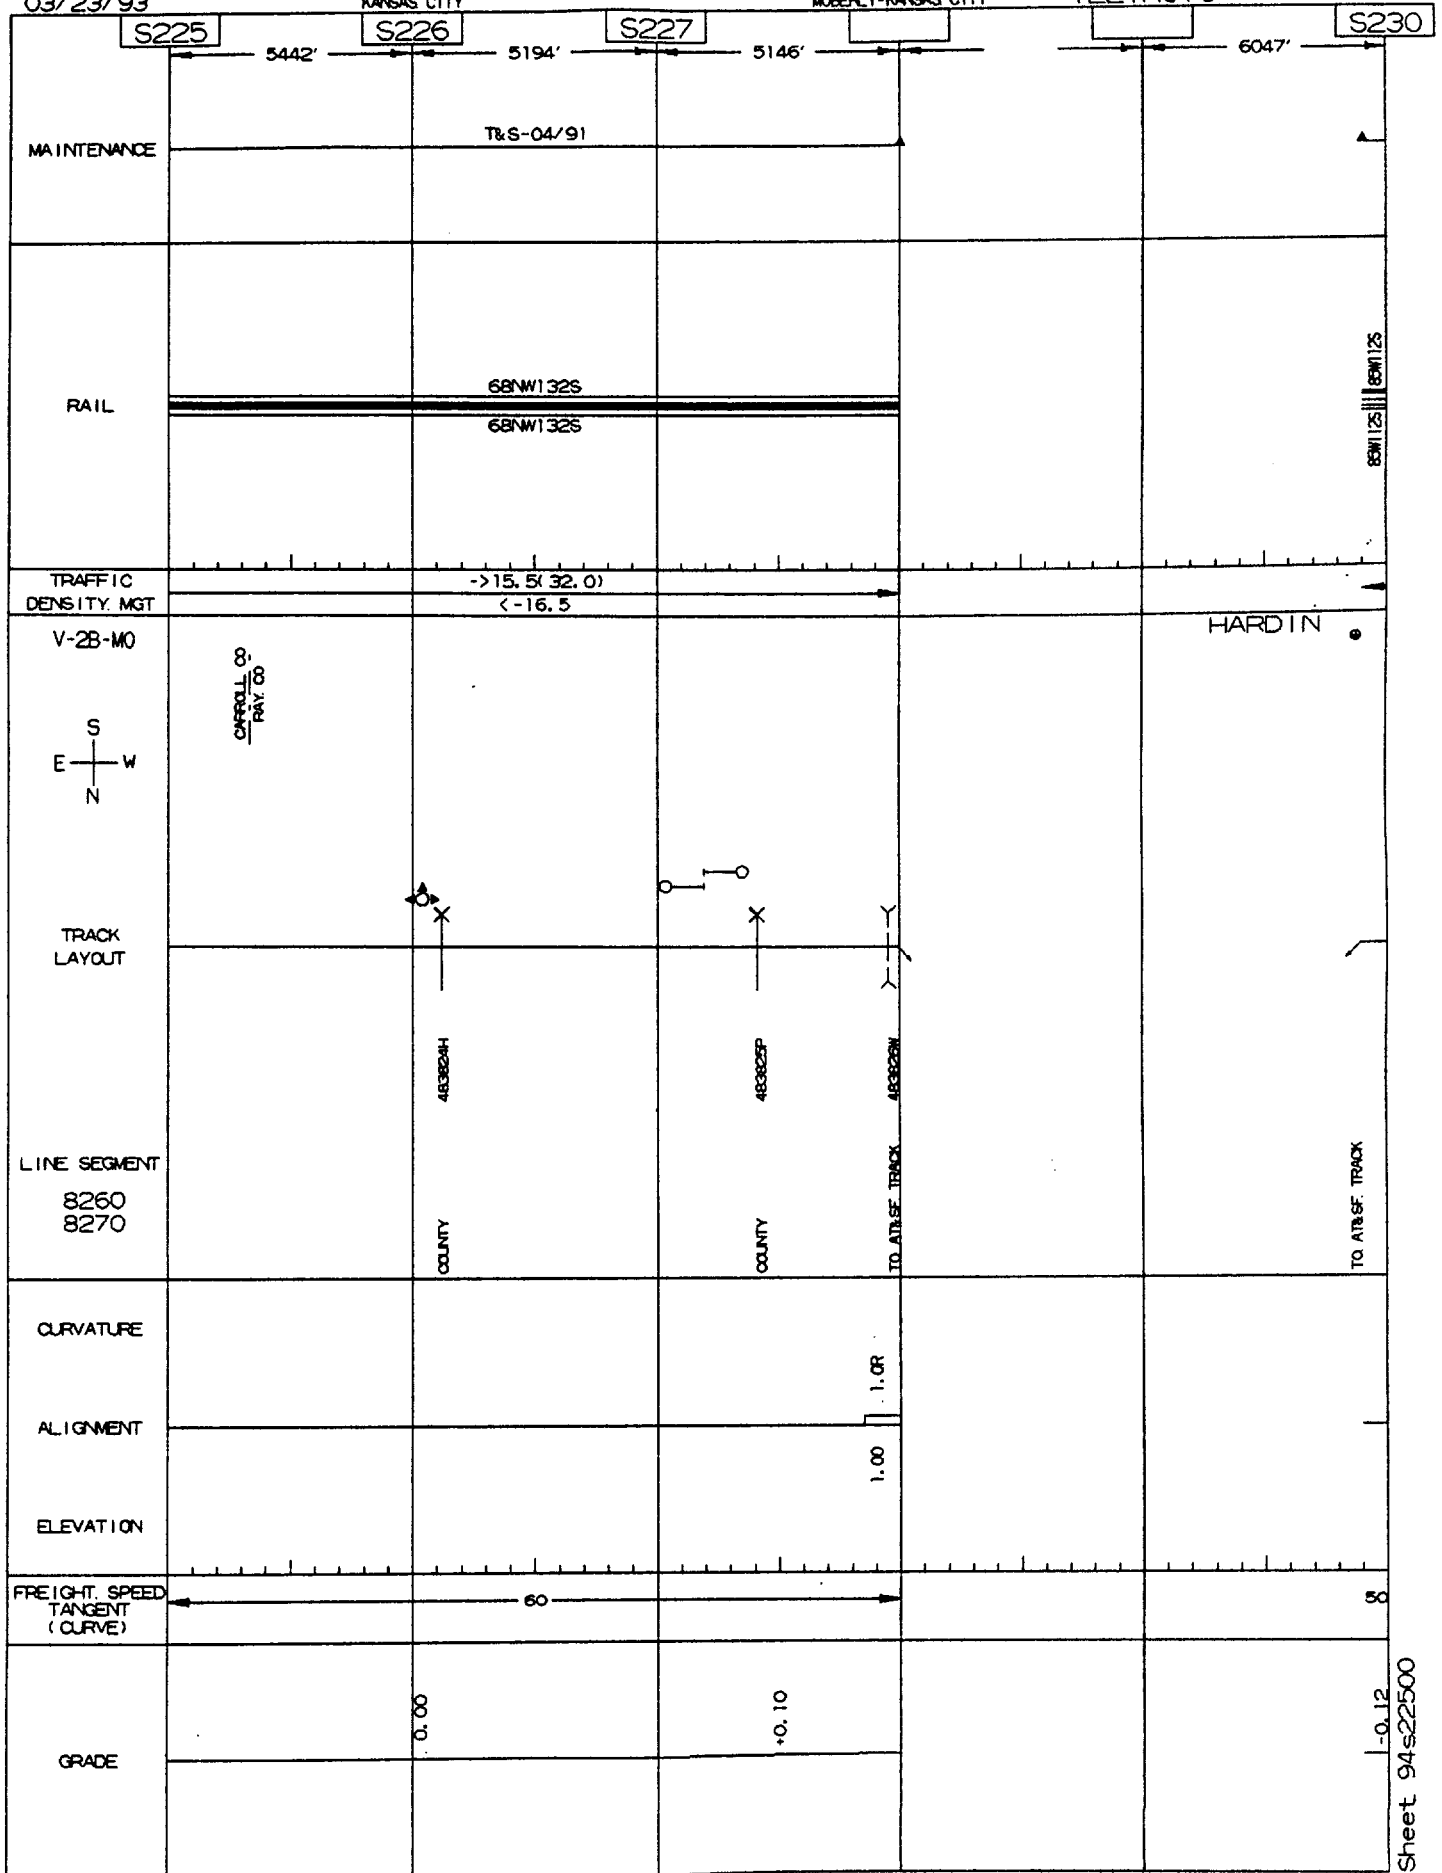 03/23/93
KANSAS CITY
MOBERLY-KANSAS CITY
S225
S226
S227
S230
5442'
5194'
5146'
6047'
MAINTENANCE
T&S-04/91
RAIL
68NW132S
68NW132S
85W112S
85W112S
TRAFFIC
DENSITY. MGT
->15.5(32.0)
<-16.5
V-2B-MO
CARROLL CO.
RAY. CO
HARDIN
S
E W
N
TRACK
LAYOUT
483824H
483825P
483826W
LINE SEGMENT
8260
8270
COUNTY
COUNTY
TO AT&SF. TRACK
TO AT&SF. TRACK
CURVATURE
1.0R
ALIGNMENT
1.00
ELEVATION
FREIGHT. SPEED
TANGENT
(CURVE)
60
50
GRADE
0.00
+0.10
-0.12
Sheet 94s22500